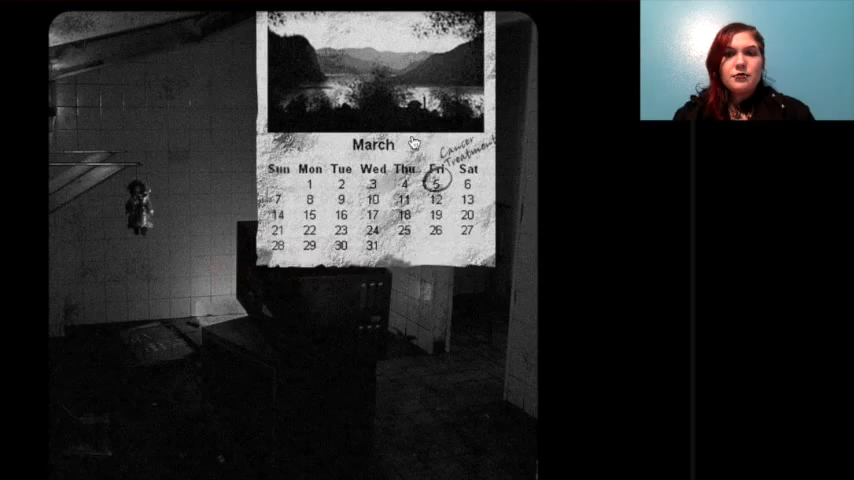 March
Cancer
Treatment
Sun Mon Tue Wed Thu Fri Sat
1 2 3 4 5 6
7 8 9 10 11 12 13
14 15 16 17 18 19 20
21 22 23 24 25 26 27
28 29 30 31